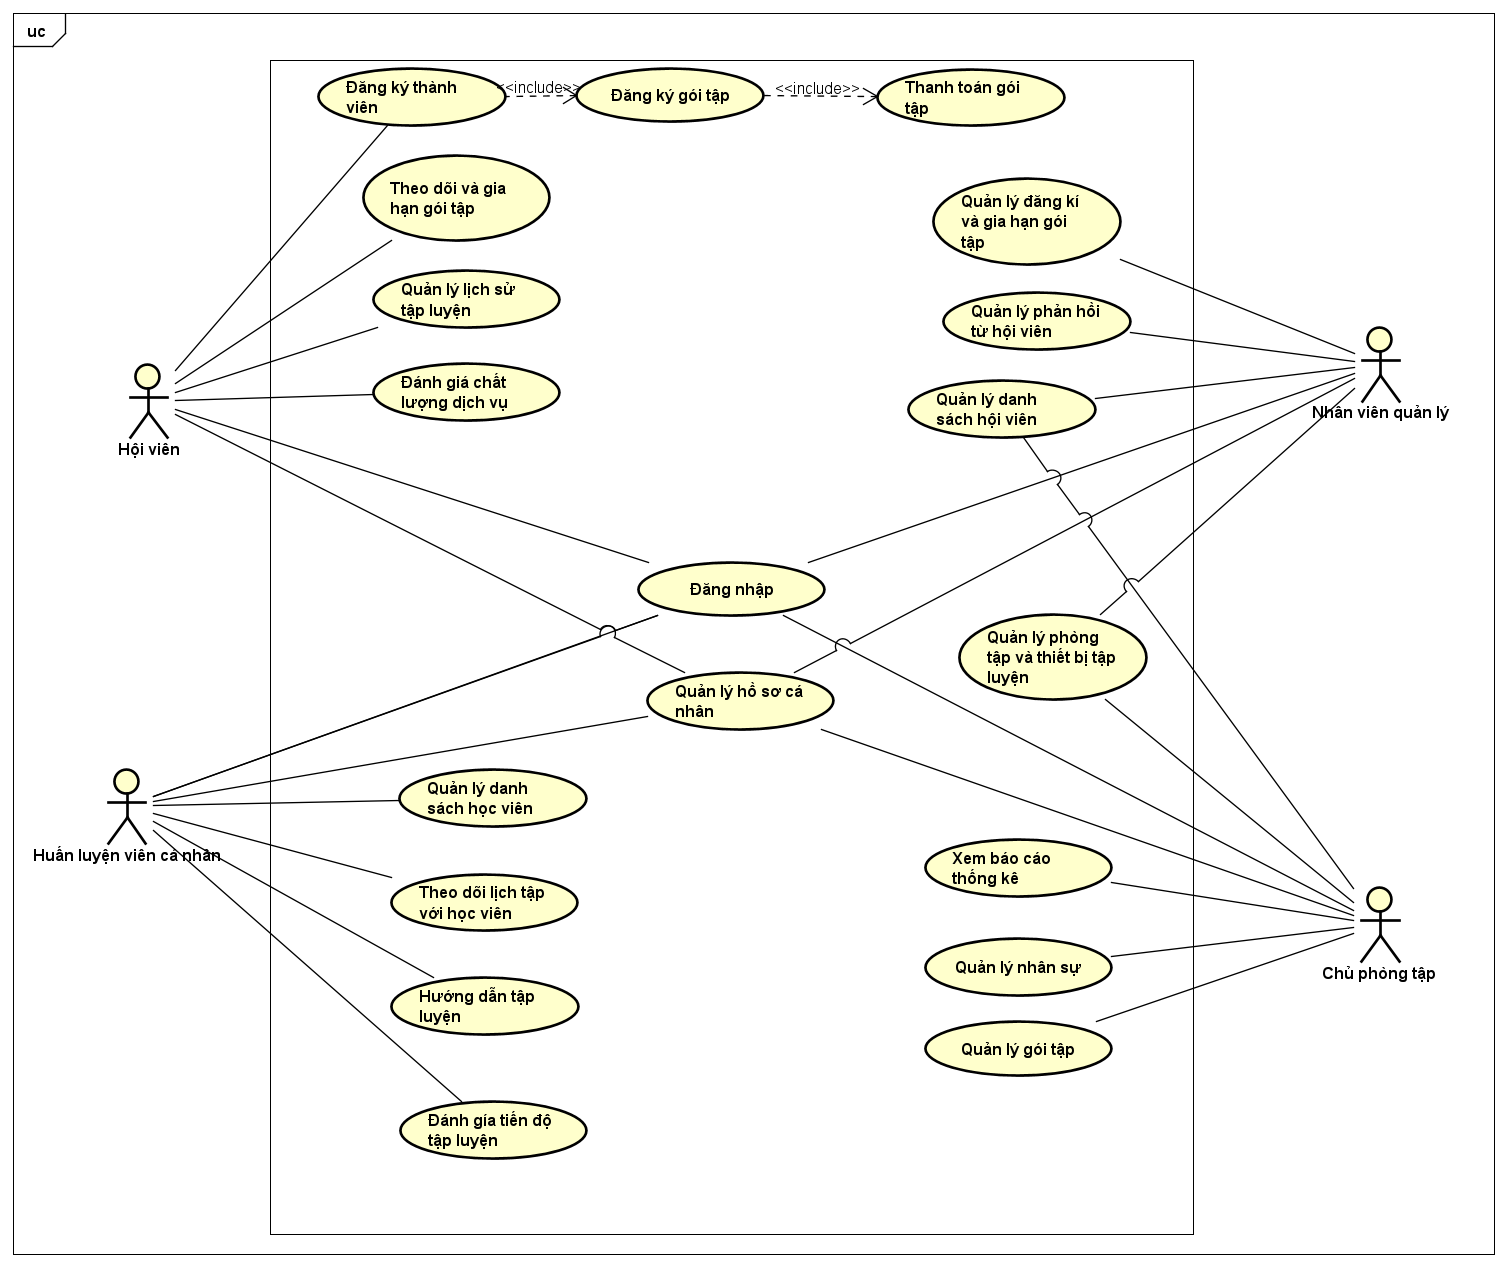 uc
Đăng ký thành
viên
<<include>>
Đăng ký gói tập
<<include>>
Thanh toán gói
tập
Theo dõi và gia
hạn gói tập
Quản lý đăng kí
và gia hạn gói
tập
Quản lý lịch sử
tập luyện
Quản lý phản hồi
từ hội viên
Đánh giá chất
lượng dịch vụ
Quản lý danh
sách hội viên
Hội viên
Nhân viên quản lý
Đăng nhập
Quản lý phòng
tập và thiết bị tập
luyện
Quản lý hồ sơ cá
nhân
Quản lý danh
sách học viên
Huấn luyện viên cá nhân
Xem báo cáo
thống kê
Theo dõi lịch tập
với học viên
Quản lý nhân sự
Chủ phòng tập
Hướng dẫn tập
luyện
Quản lý gói tập
Đánh gía tiến độ
tập luyện